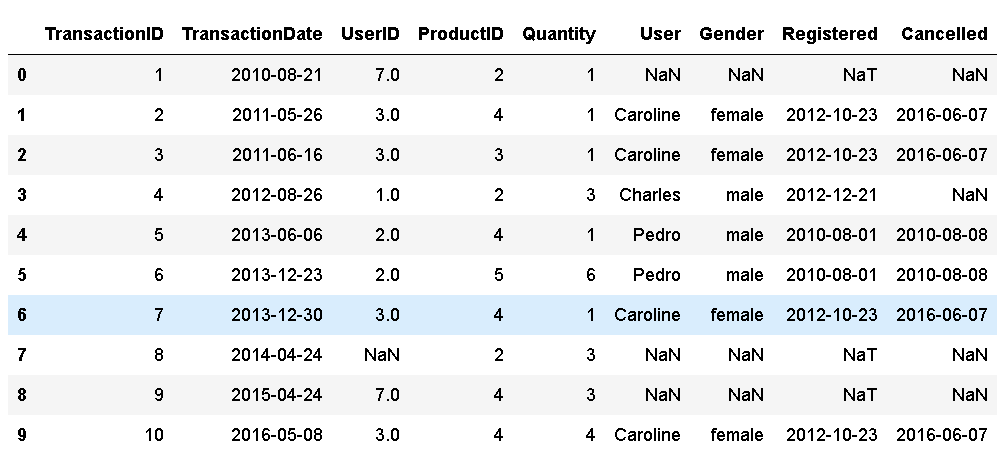 TransactionID TransactionDate UserID ProductID Quantity User Gender Registered Cancelled
0 1 2010-08-21 7.0 2 1 NaN NaN NaT NaN
1 2 2011-05-26 3.0 4 1 Caroline female 2012-10-23 2016-06-07
2 3 2011-06-16 3.0 3 1 Caroline female 2012-10-23 2016-06-07
3 4 2012-08-26 1.0 2 3 Charles male 2012-12-21 NaN
4 5 2013-06-06 2.0 4 1 Pedro male 2010-08-01 2010-08-08
5 6 2013-12-23 2.0 5 6 Pedro male 2010-08-01 2010-08-08
6 7 2013-12-30 3.0 4 1 Caroline female 2012-10-23 2016-06-07
7 8 2014-04-24 NaN 2 3 NaN NaN NaT NaN
8 9 2015-04-24 7.0 4 3 NaN NaN NaT NaN
9 10 2016-05-08 3.0 4 4 Caroline female 2012-10-23 2016-06-07